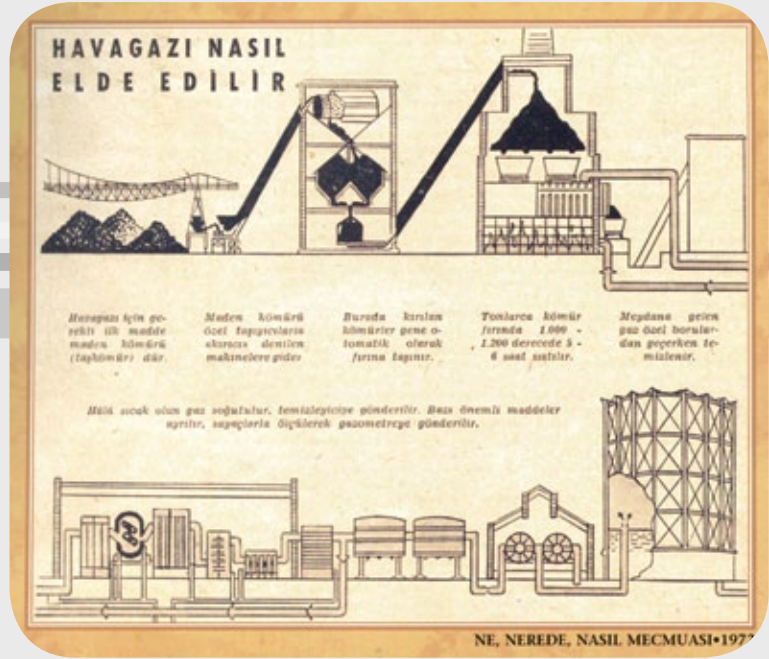 HAVAGAZI NASIL
ELDE EDİLİR
Havagazı için ge-
rekli ilk madde
maden kömürü
(taşkömür) dür.
Maden kömürü
özel taşıyıcılarla
denilen
makinelere gider
Burada kırılan
kömürler gene o-
tomatik olarak
fırına taşınır.
Tonlarca kömür
fırında 1.000 -
1.200 derecede 5 -
6 saat ısıtılır.
Meydana gelen
gaz özel borular-
dan geçerken te-
mizlenir.
Hâlâ sıcak olan gaz soğutulur, temizleyiciye gönderilir. Bazı önemli maddeler
ayrılır, sayaçlarla ölçülerek gazometreye gönderilir.
NE, NEREDE, NASIL MECMUASI•197